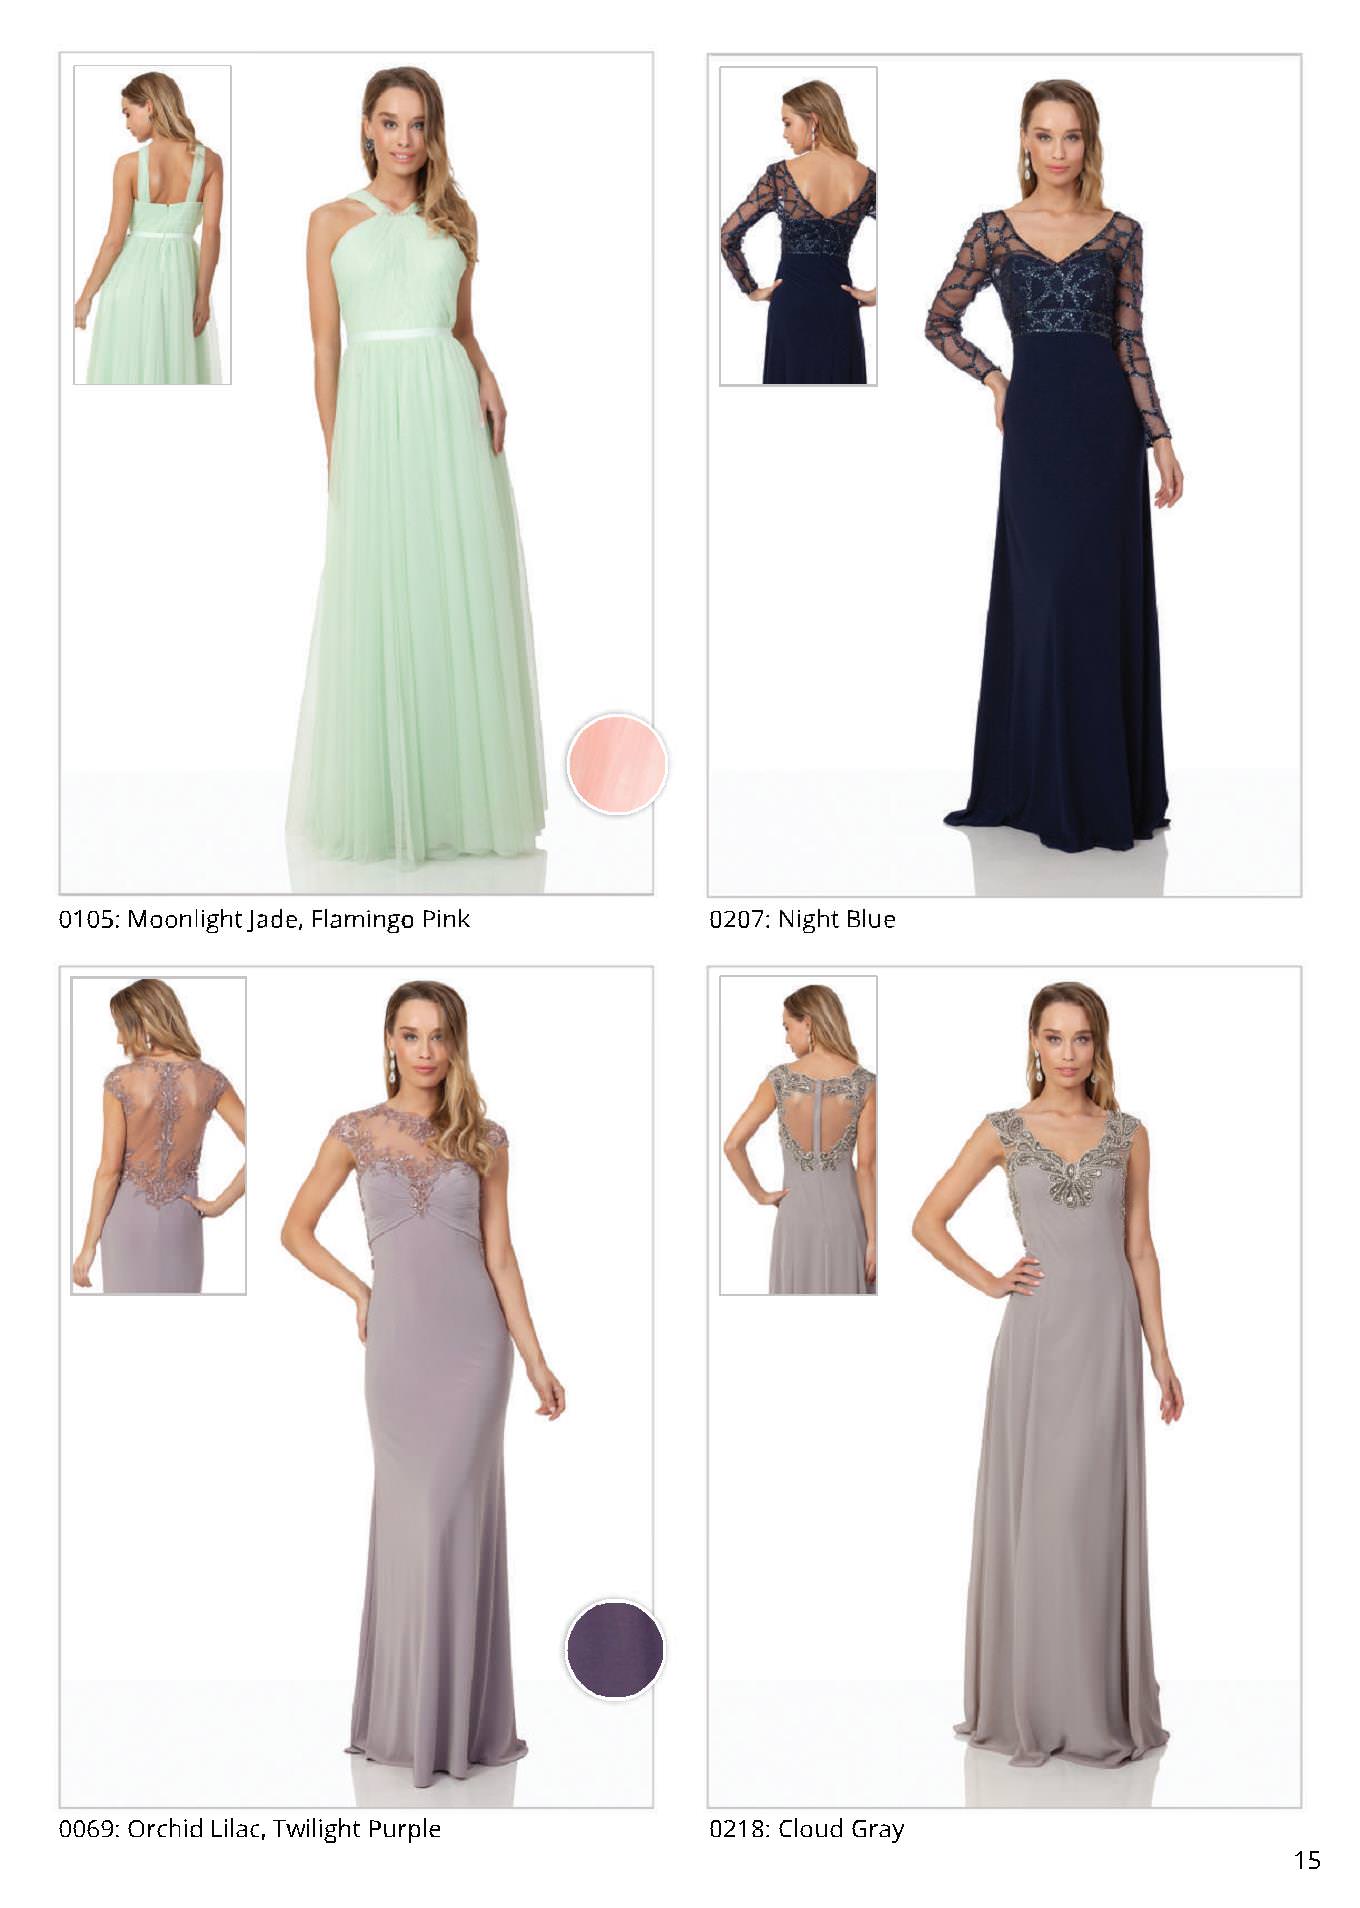 0105: Moonlight Jade, Flamingo Pink
0207: Night Blue
0069: Orchid Lilac, Twilight Purple
0218: Cloud Gray
15